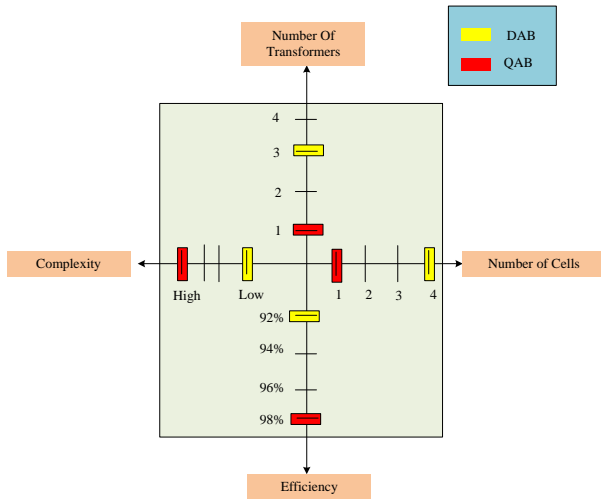 Number Of
Transformers
DAB
QAB
4
3
2
1
Complexity
Number of Cells
High
Low
1
2
3
4
92%
94%
96%
98%
Efficiency